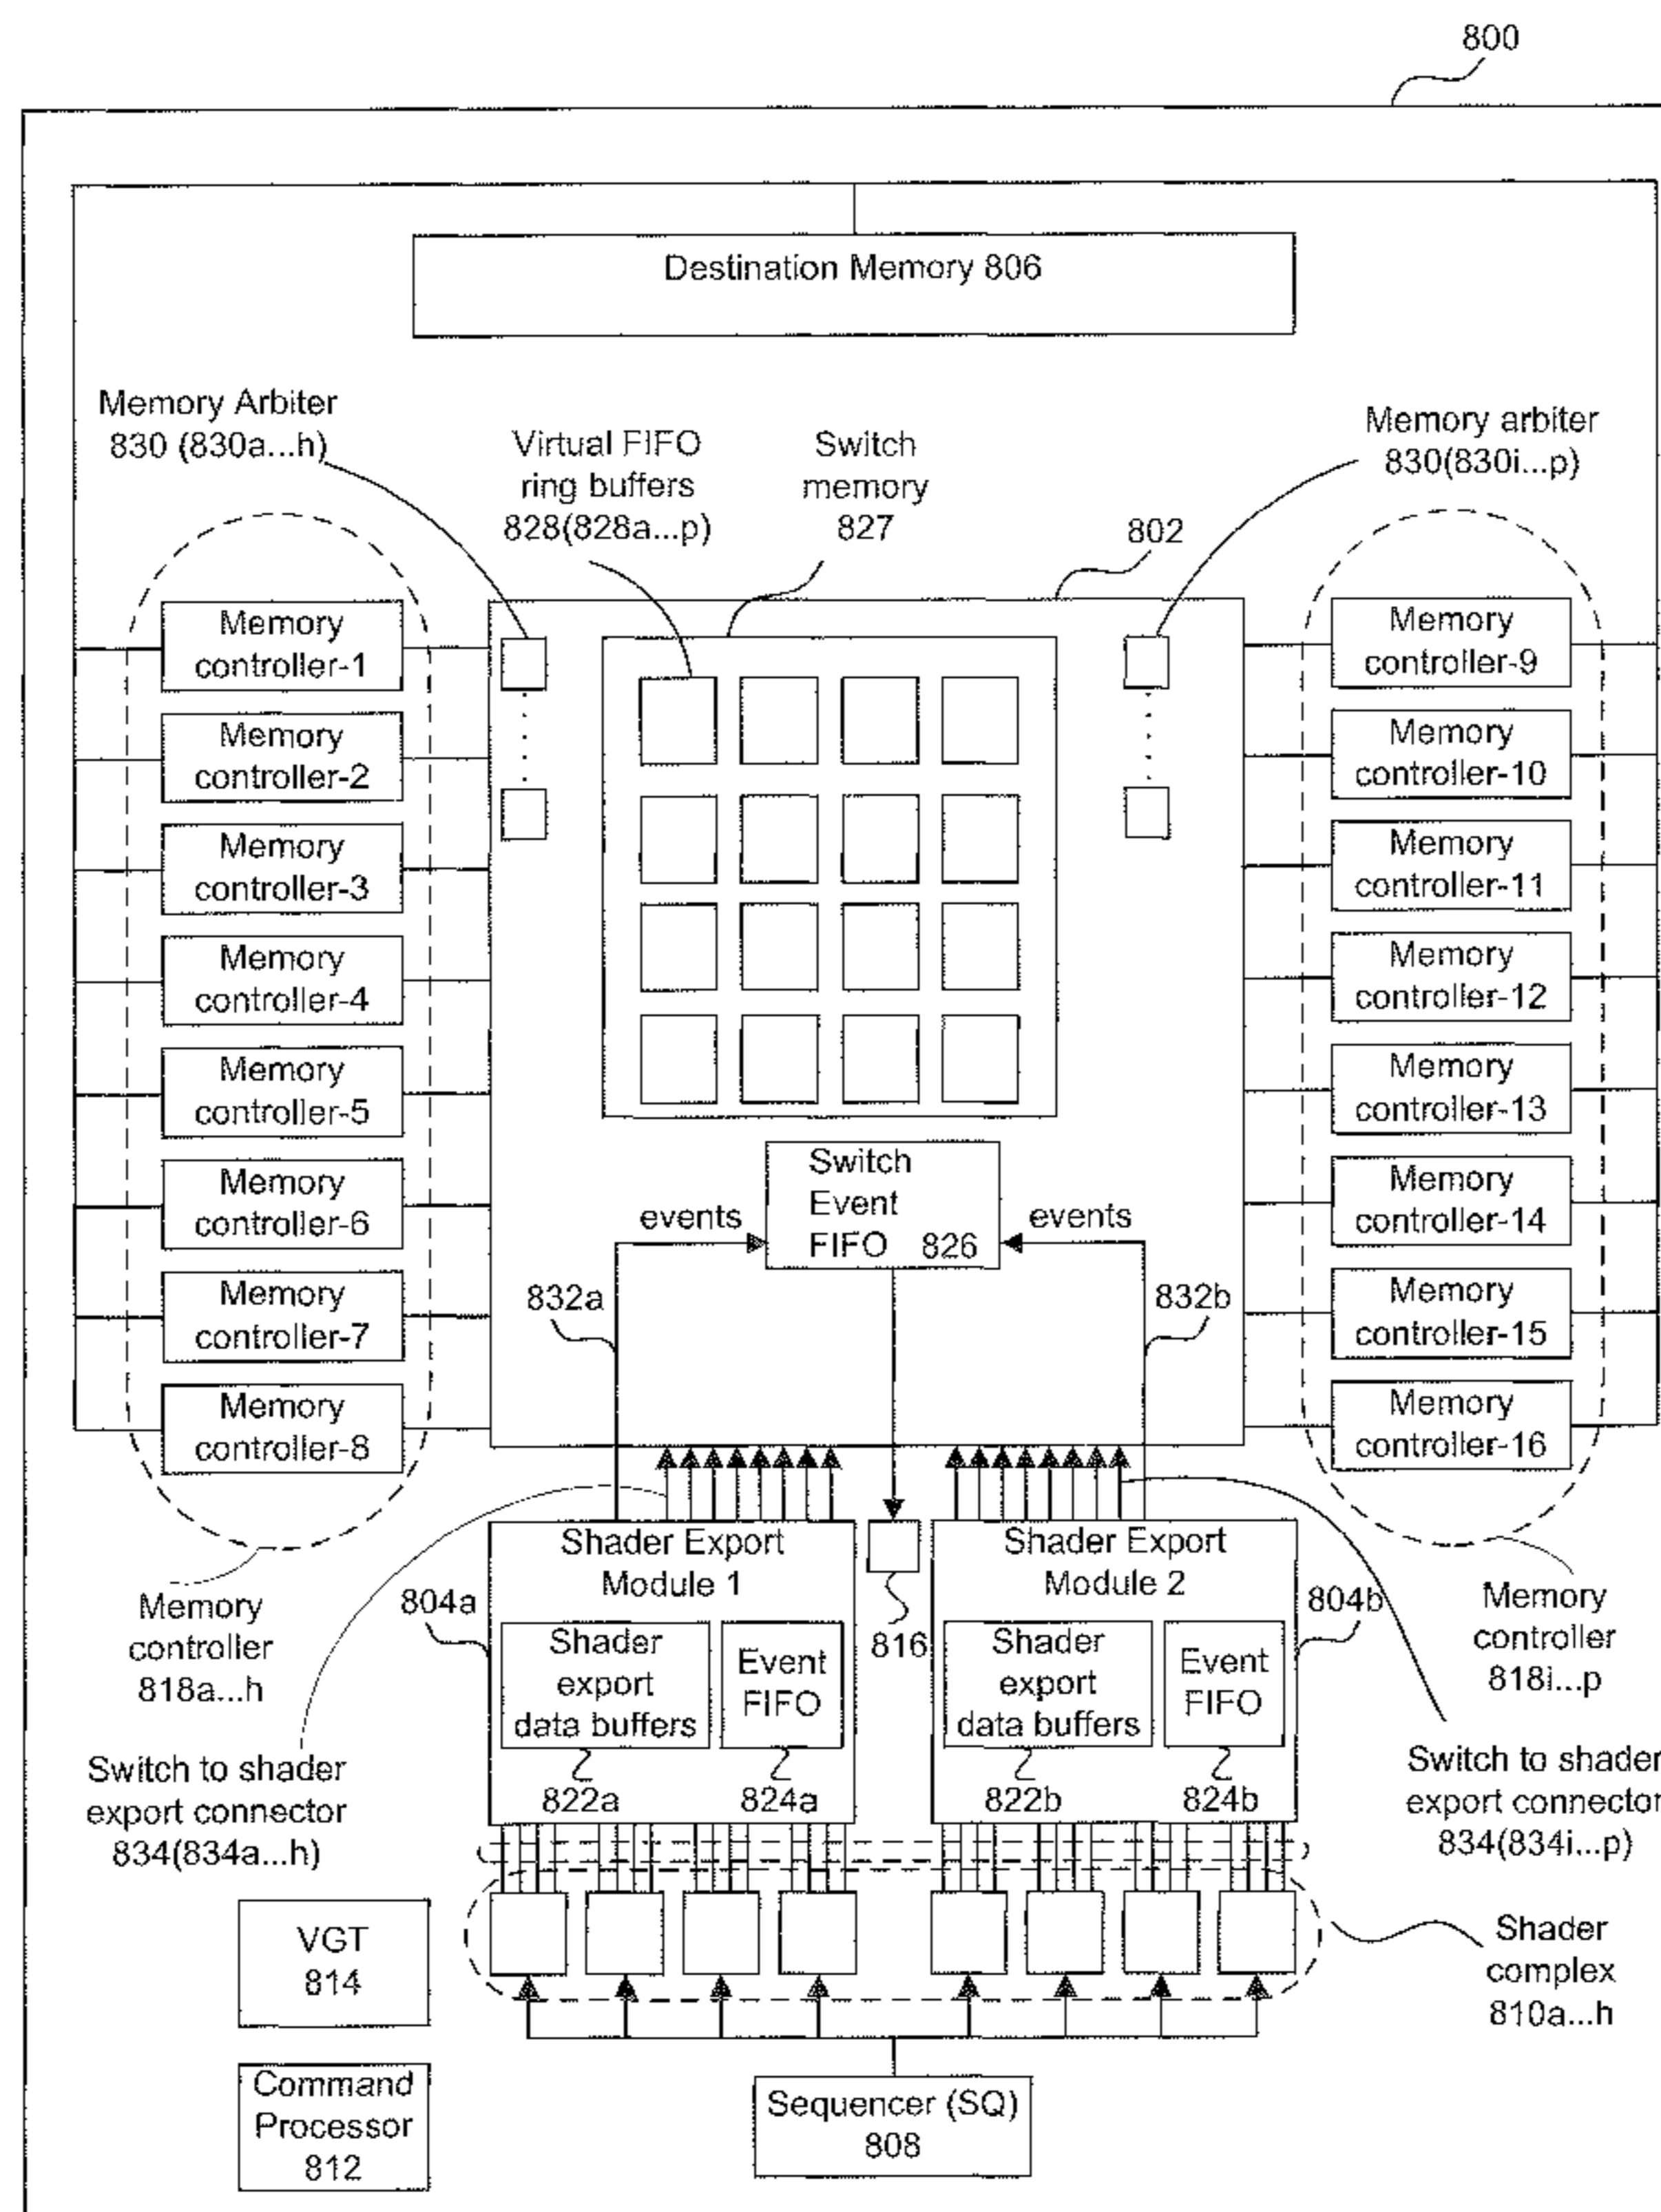 800
Destination Memory 806
Memory Arbiter
830 (830a...h)
Virtual FIFO
ring buffers
828(828a...p)
Switch
memory
827
Memory arbiter
830(830i...p)
802
Memory
controller-1
Memory
controller-2
Memory
controller-3
Memory
controller-4
Memory
controller-5
Memory
controller-6
Memory
controller-7
Memory
controller-8
Memory
controller-9
Memory
controller-10
Memory
controller-11
Memory
controller-12
Memory
controller-13
Memory
controller-14
Memory
controller-15
Memory
controller-16
Switch
Event
FIFO 826
events
events
832a
832b
Shader Export
Module 1
Shader Export
Module 2
804a
804b
816
Memory
controller
818a...h
Memory
controller
818i...p
Shader
export
data buffers
Event
FIFO
Shader
export
data buffers
Event
FIFO
822a
824a
822b
824b
Switch to shader
export connector
834(834a...h)
Switch to shader
export connector
834(834i...p)
VGT
814
Shader
complex
810a...h
Command
Processor
812
Sequencer (SQ)
808